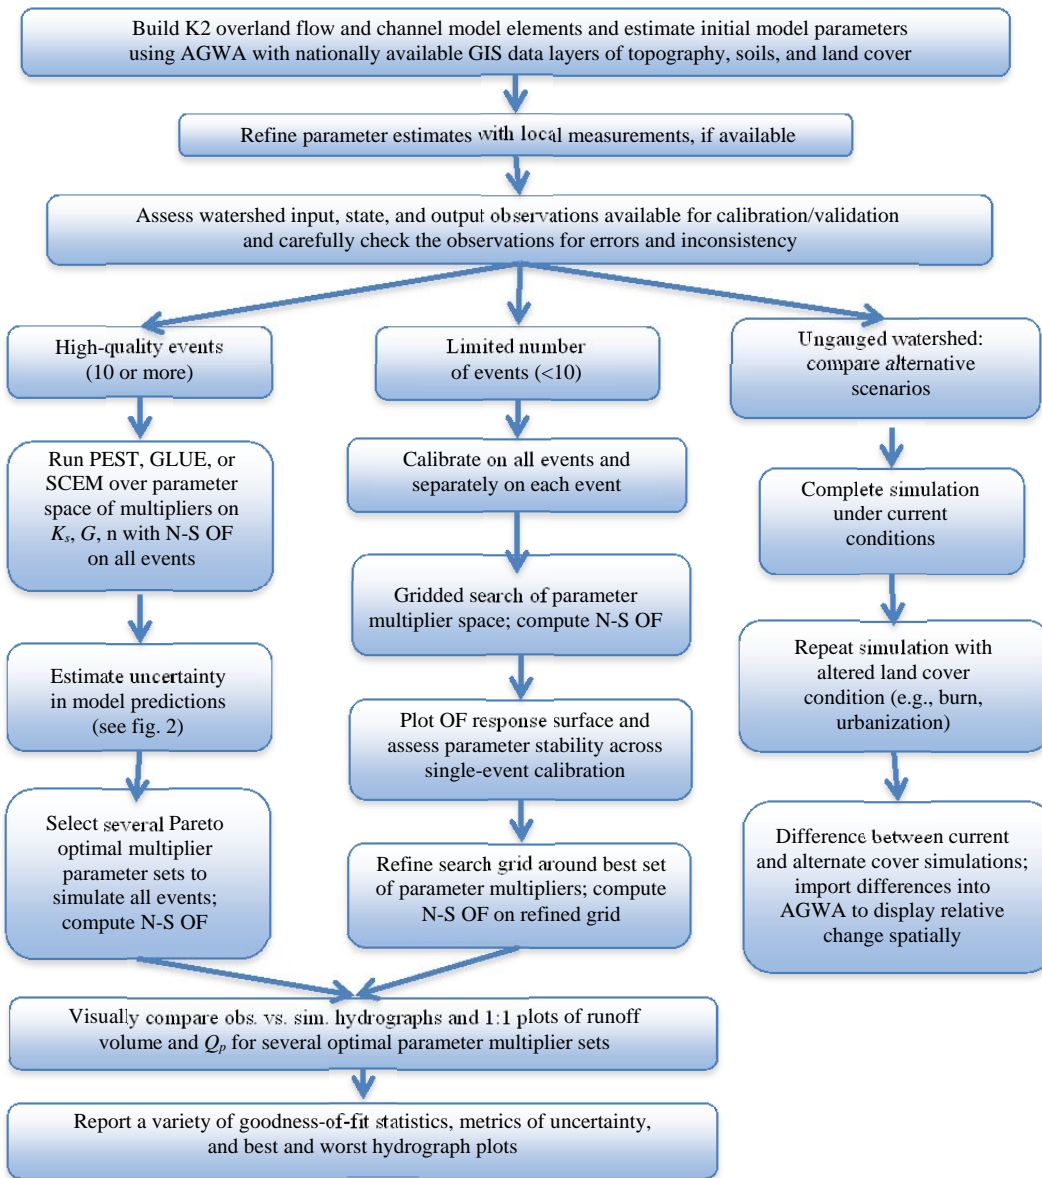 Build K2 overland flow and channel model elements and estimate initial model parameters
using AGWA with nationally available GIS data layers of topography, soils, and land cover
Refine parameter estimates with local measurements, if available
Assess watershed input, state, and output observations available for calibration/validation
and carefully check the observations for errors and inconsistency
High-quality events
(10 or more)
Run PEST, GLUE, or
SCEM over parameter
space of multipliers on
Ks, G, n with N-S OF
on all events
Estimate uncertainty
in model predictions
(see fig. 2)
Select several Pareto
optimal multiplier
parameter sets to
simulate all events;
compute N-S OF
Limited number
of events (<10)
Calibrate on all events and
separately on each event
Gridded search of parameter
multiplier space; compute N-S OF
Plot OF response surface and
assess parameter stability across
single-event calibration
Refine search grid around best set
of parameter multipliers; compute
N-S OF on refined grid
Ungauged watershed:
compare alternative
scenarios
Complete simulation
under current
conditions
Repeat simulation with
altered land cover
condition (e.g., burn,
urbanization)
Difference between current
and alternate cover simulations;
import differences into
AGWA to display relative
change spatially
Visually compare obs. vs. sim. hydrographs and 1:1 plots of runoff
volume and Qp for several optimal parameter multiplier sets
Report a variety of goodness-of-fit statistics, metrics of uncertainty,
and best and worst hydrograph plots